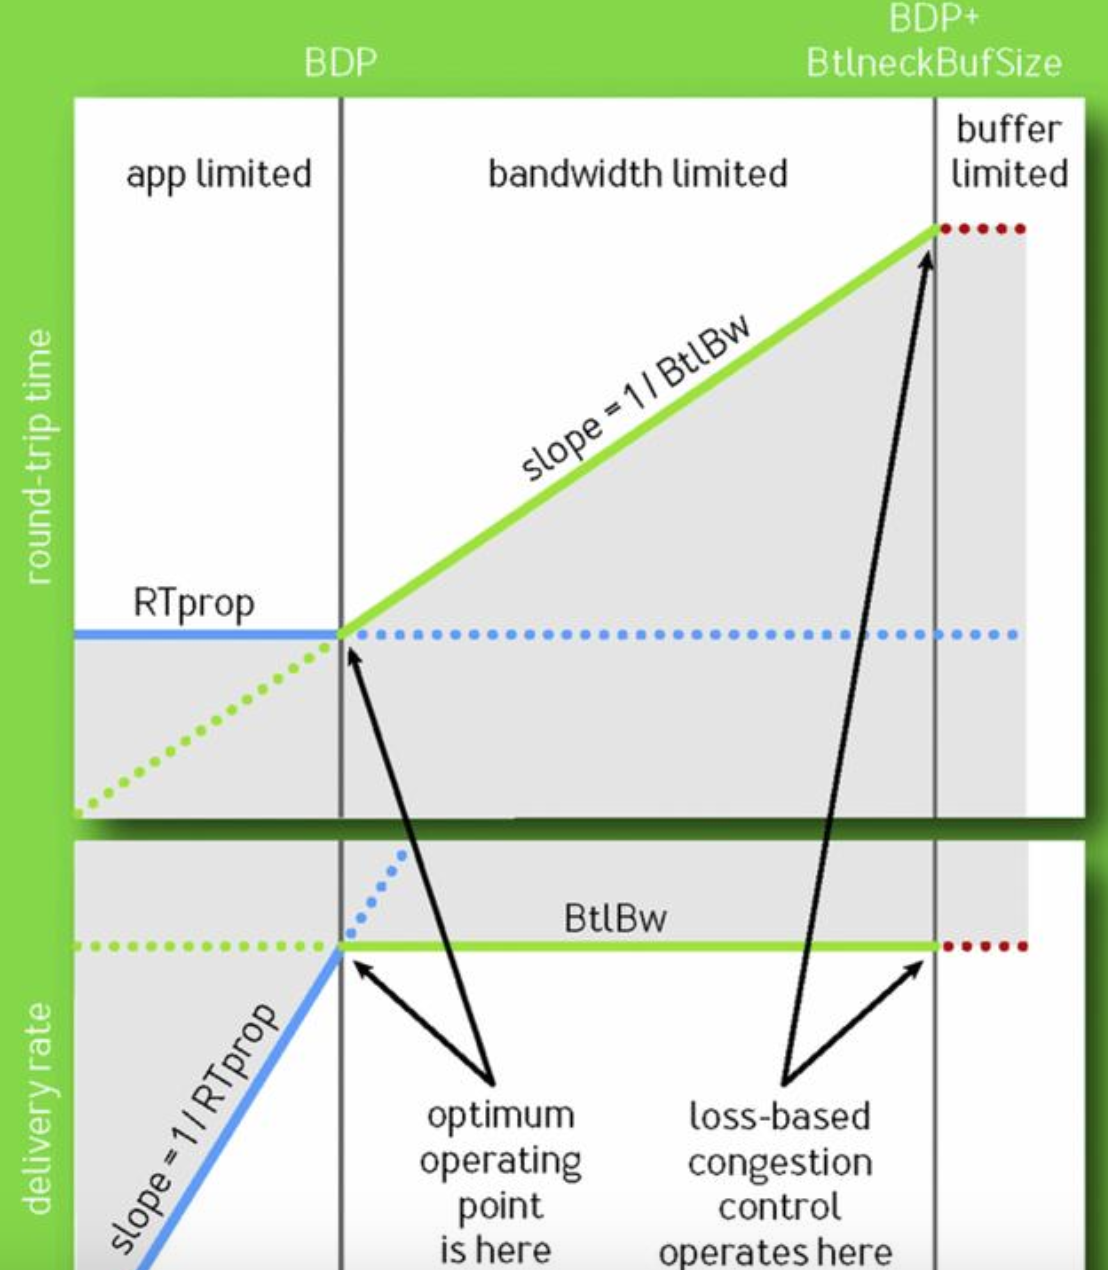 BDP
BDP+
BtlneckBufSize
app limited
bandwidth limited
buffer
limited
round-trip time
slope = 1 / BtlBw
RTprop
BtlBw
delivery rate
slope = 1 / RTprop
optimum
operating
point
is here
loss-based
congestion
control
operates here